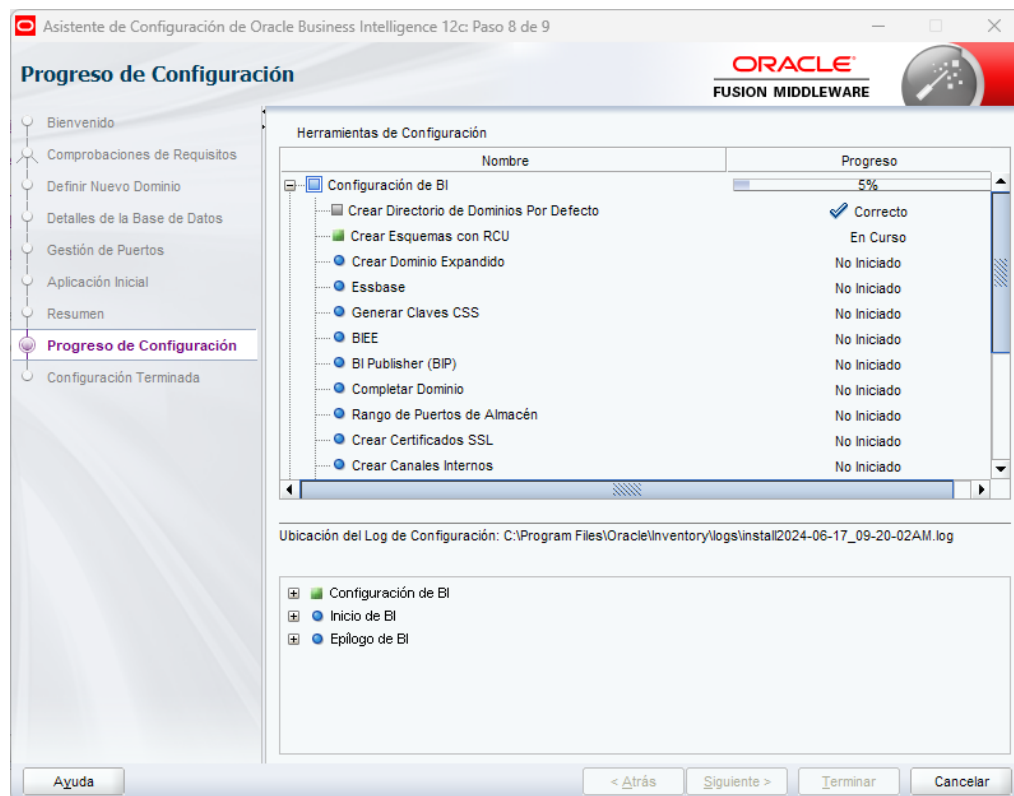 Asistente de Configuración de Oracle Business Intelligence 12c: Paso 8 de 9
Progreso de Configuración
ORACLE
FUSION MIDDLEWARE
Bienvenido
Comprobaciones de Requisitos
Definir Nuevo Dominio
Detalles de la Base de Datos
Gestión de Puertos
Aplicación Inicial
Resumen
Progreso de Configuración
Configuración Terminada
Herramientas de Configuración
Nombre Progreso
Configuración de BI 5%
Crear Directorio de Dominios Por Defecto Correcto
Crear Esquemas con RCU En Curso
Crear Dominio Expandido No Iniciado
Essbase No Iniciado
Generar Claves CSS No Iniciado
BIEE No Iniciado
BI Publisher (BIP) No Iniciado
Completar Dominio No Iniciado
Rango de Puertos de Almacén No Iniciado
Crear Certificados SSL No Iniciado
Crear Canales Internos No Iniciado
Ubicación del Log de Configuración: C:\Program Files\Oracle\Inventory\logs\install2024-06-17_09-20-02AM.log
Configuración de BI
Inicio de BI
Epílogo de BI
Ayuda < Atrás Siguiente > Terminar Cancelar